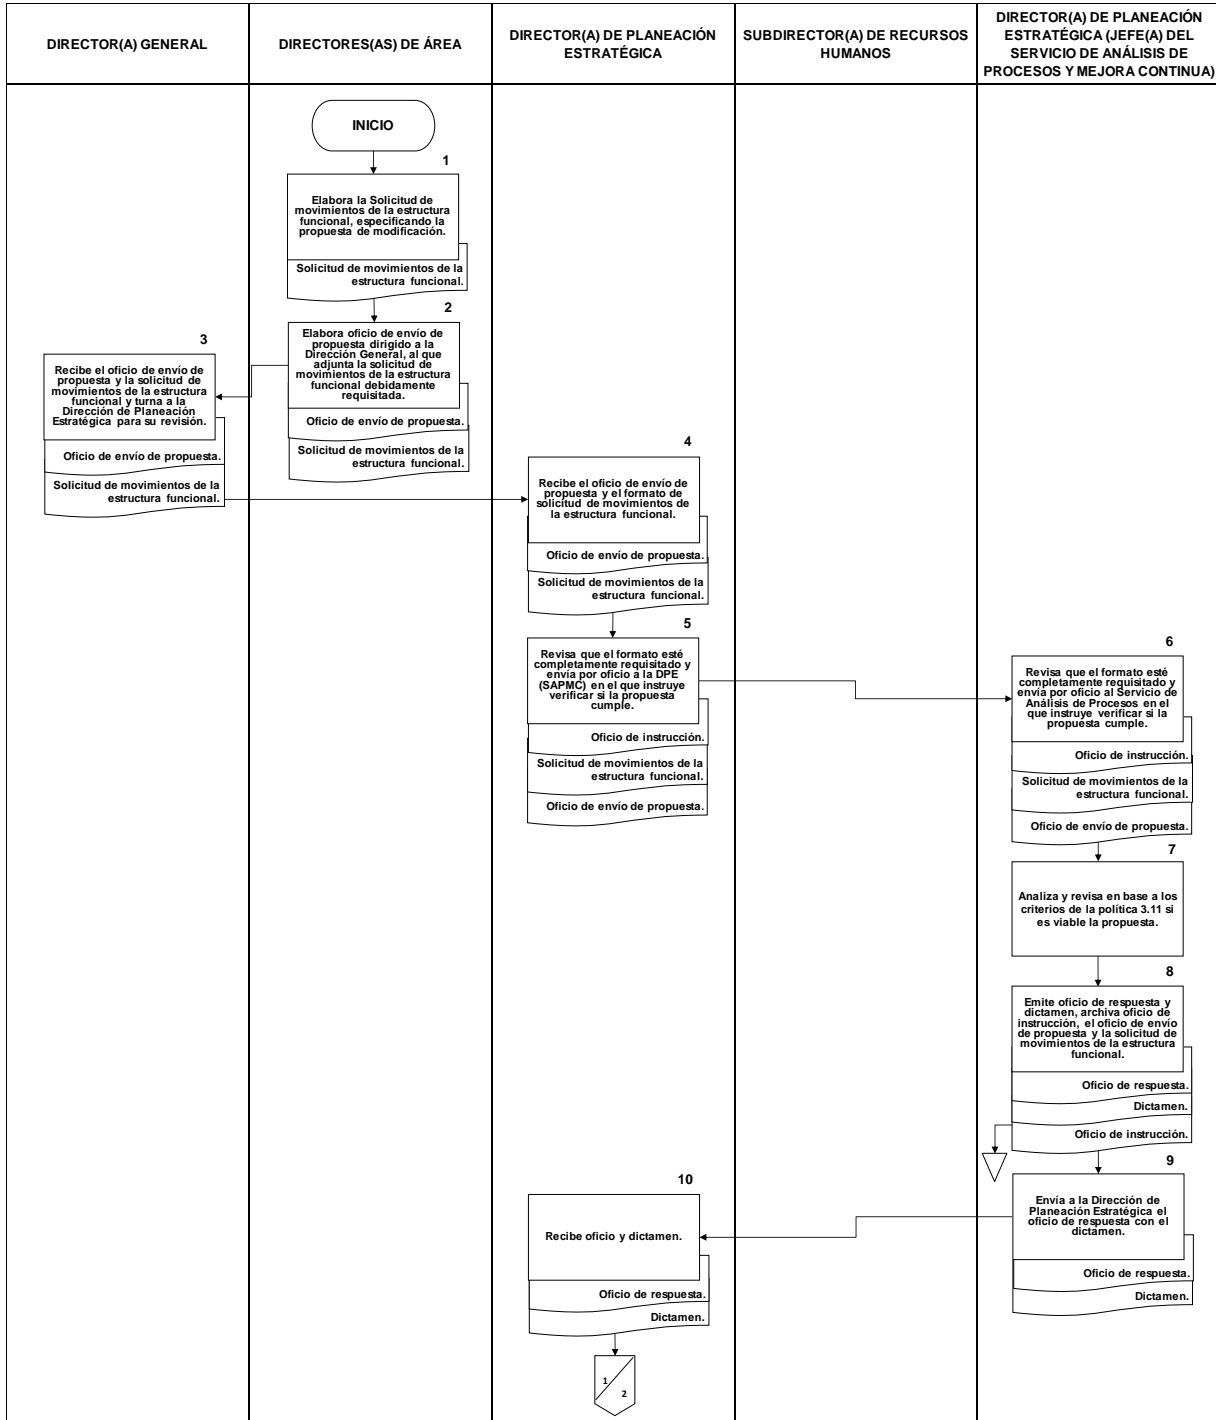 DIRECTOR(A) GENERAL
DIRECTORES(AS) DE ÁREA
DIRECTOR(A) DE PLANEACIÓN
ESTRATÉGICA
SUBDIRECTOR(A) DE RECURSOS
HUMANOS
DIRECTOR(A) DE PLANEACIÓN
ESTRATÉGICA (JEFE(A) DEL
SERVICIO DE ANÁLISIS DE
PROCESOS Y MEJORA CONTINUA)
INICIO
1
Elabora la Solicitud de
movimientos de la estructura
funcional, especificando la
propuesta de modificación.
Solicitud de movimientos de la
estructura funcional.
2
Elabora oficio de envío de
propuesta dirigido a la
Dirección General, al que
adjunta la solicitud de
movimientos de la estructura
funcional debidamente
requisitada.
Oficio de envío de propuesta.
Solicitud de movimientos de la
estructura funcional.
3
Recibe el oficio de envío de
propuesta y la solicitud de
movimientos de la estructura
funcional y turna a la
Dirección de Planeación
Estratégica para su revisión.
Oficio de envío de propuesta.
Solicitud de movimientos de la
estructura funcional.
4
Recibe el oficio de envío de
propuesta y el formato de
solicitud de movimientos de
la estructura funcional.
Oficio de envío de propuesta.
Solicitud de movimientos de la
estructura funcional.
5
Revisa que el formato esté
completamente requisitado y
envía por oficio a la DPE
(SAPMC) en el que instruye
verificar si la propuesta
cumple.
Oficio de instrucción.
Solicitud de movimientos de la
estructura funcional.
Oficio de envío de propuesta.
6
Revisa que el formato esté
completamente requisitado y
envía por oficio al Servicio de
Análisis de Procesos en el
que instruye verificar si la
propuesta cumple.
Oficio de instrucción.
Solicitud de movimientos de la
estructura funcional.
Oficio de envío de propuesta.
7
Analiza y revisa en base a los
criterios de la política 3.11 si
es viable la propuesta.
8
Emite oficio de respuesta y
dictamen, archiva oficio de
instrucción, el oficio de envío
de propuesta y la solicitud de
movimientos de la estructura
funcional.
Oficio de respuesta.
Dictamen.
Oficio de instrucción.
9
Envía a la Dirección de
Planeación Estratégica el
oficio de respuesta con el
dictamen.
Oficio de respuesta.
Dictamen.
10
Recibe oficio y dictamen.
Oficio de respuesta.
Dictamen.
1
2